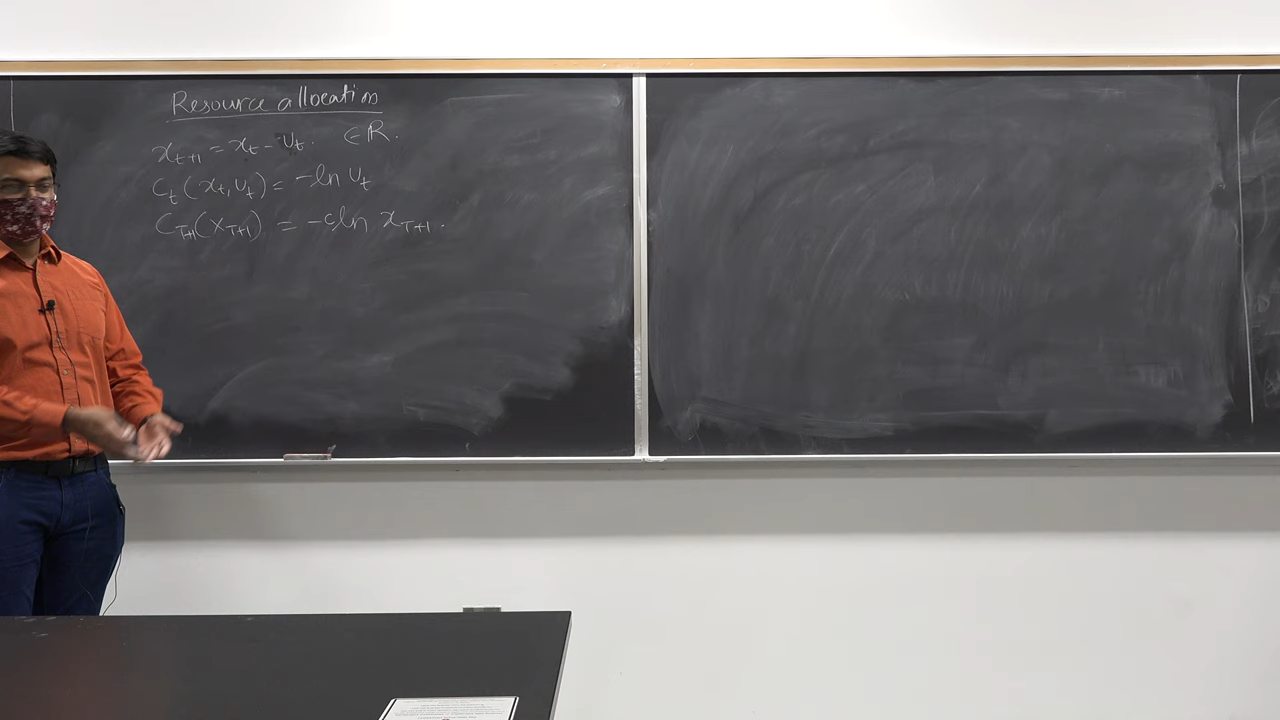 Resource allocation
x_{t+1} = x_t - u_t. ∈ R.
C_t(x_t, u_t) = -ln u_t
C_{T+1}(x_{T+1}) = -c ln x_{T+1}.